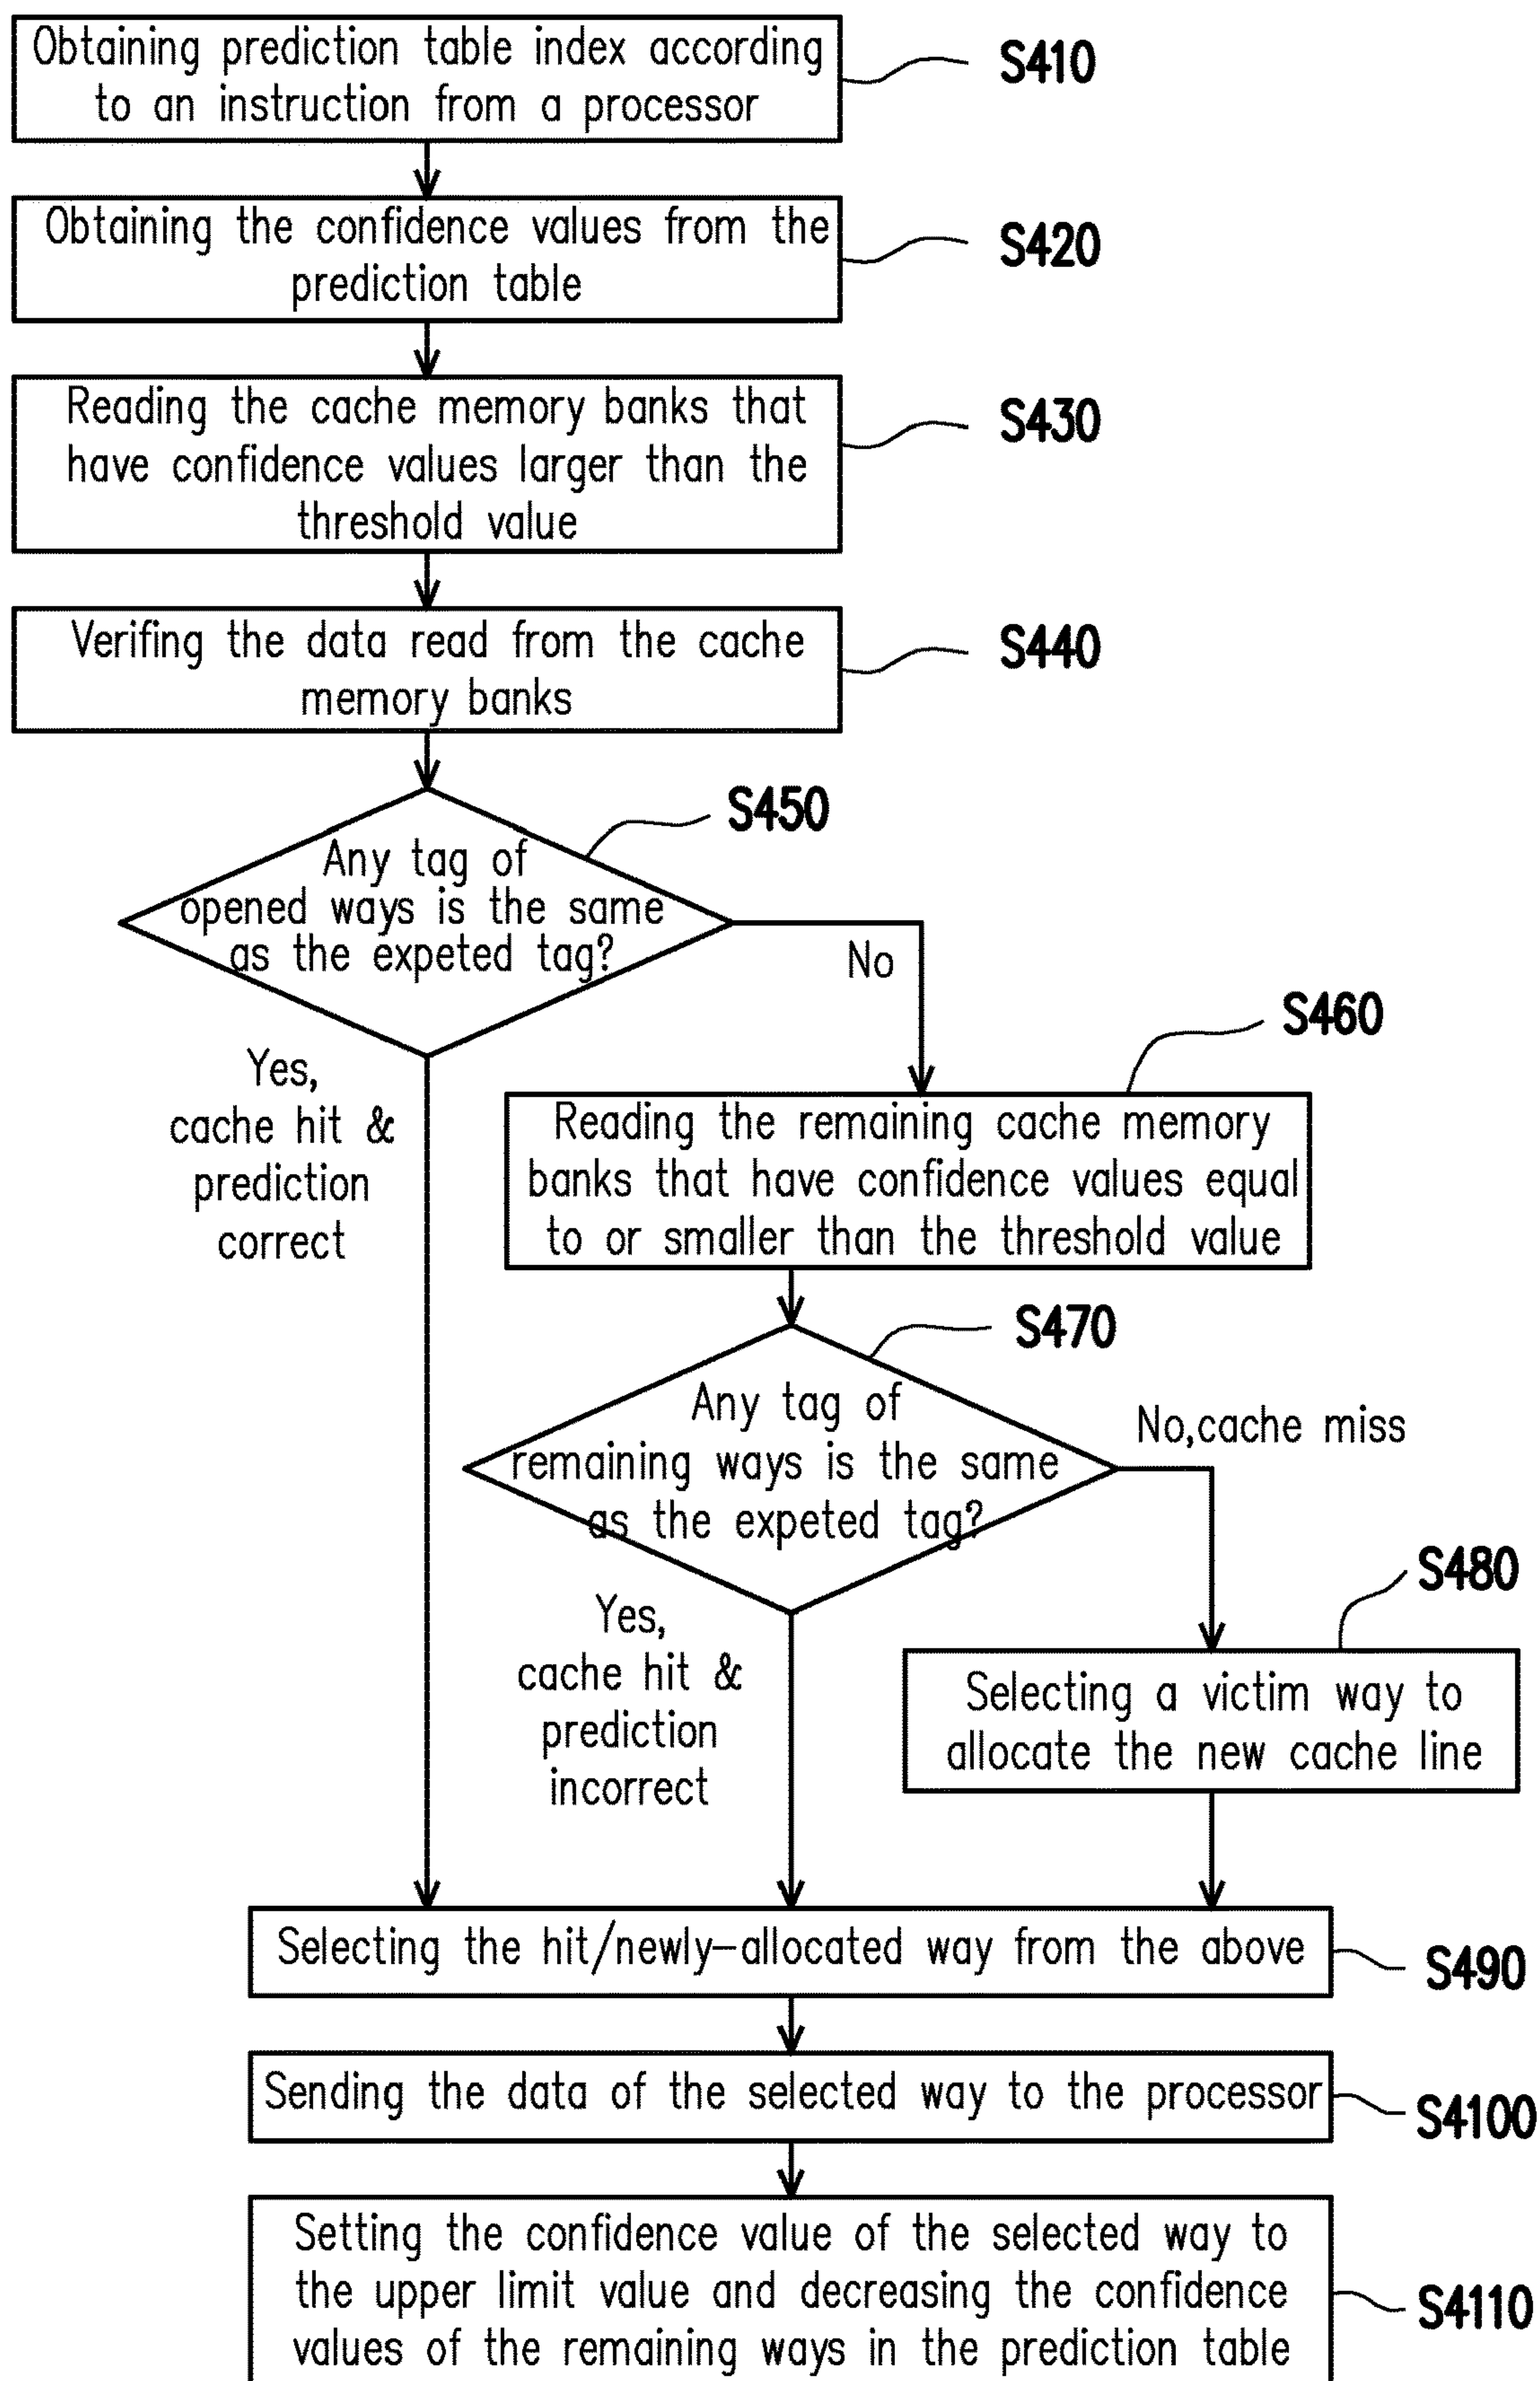 Obtaining prediction table index according
to an instruction from a processor
S410
Obtaining the confidence values from the
prediction table
S420
Reading the cache memory banks that
have confidence values larger than the
threshold value
S430
Verifing the data read from the cache
memory banks
S440
S450
Any tag of
opened ways is the same
as the expeted tag?
No
Yes,
cache hit &
prediction
correct
S460
Reading the remaining cache memory
banks that have confidence values equal
to or smaller than the threshold value
S470
Any tag of
remaining ways is the same
as the expeted tag?
No,cache miss
Yes,
cache hit &
prediction
incorrect
S480
Selecting a victim way to
allocate the new cache line
Selecting the hit/newly-allocated way from the above
S490
Sending the data of the selected way to the processor
S4100
Setting the confidence value of the selected way to
the upper limit value and decreasing the confidence
values of the remaining ways in the prediction table
S4110